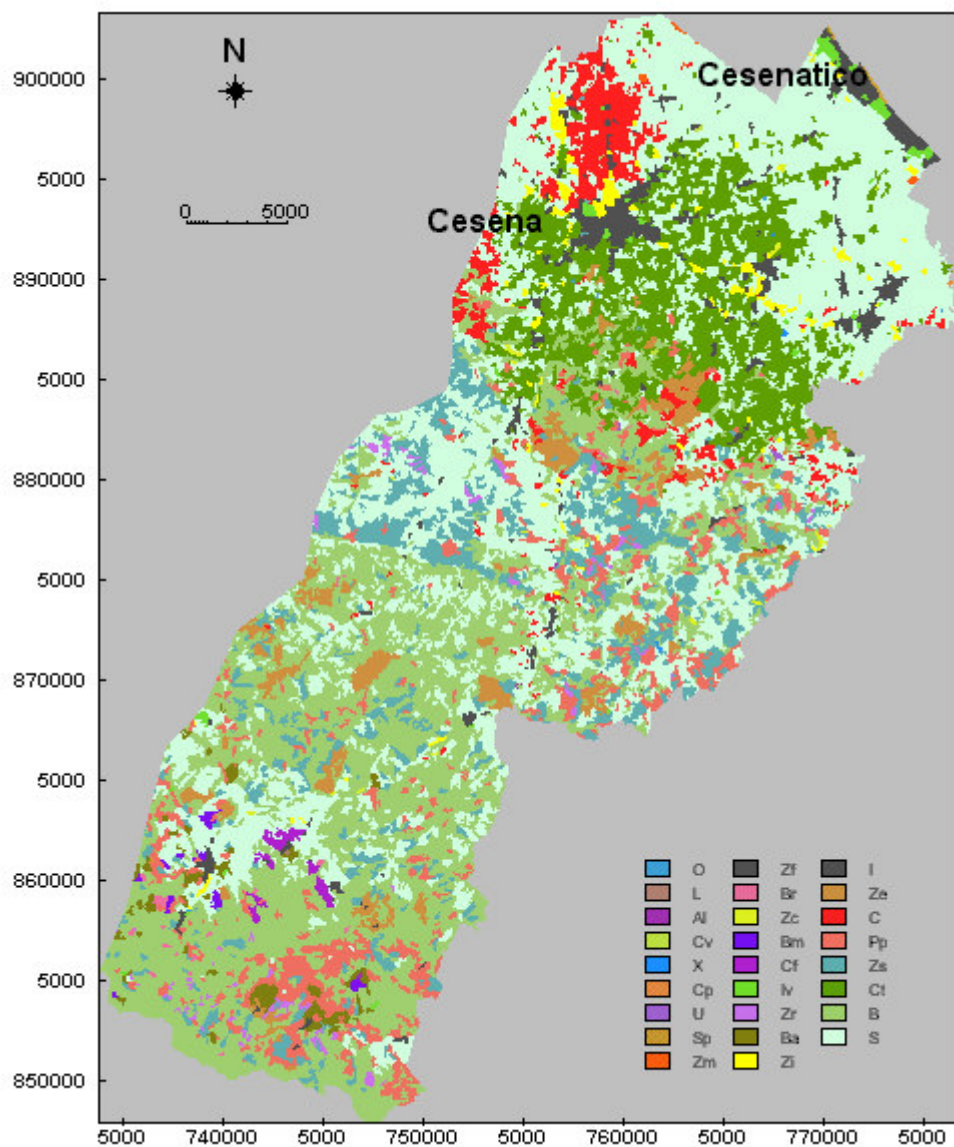 N
Cesenatico
900000
5000
0 5000
Cesena
890000
5000
880000
5000
870000
5000
860000
5000
850000
O Zf I
L Br Ze
Al Zc C
Cv Bm Pp
X Cf Zs
Cp Iv Ct
U Zr B
Sp Ba S
Zm Zi
5000 740000 5000 750000 5000 760000 5000 770000 5000